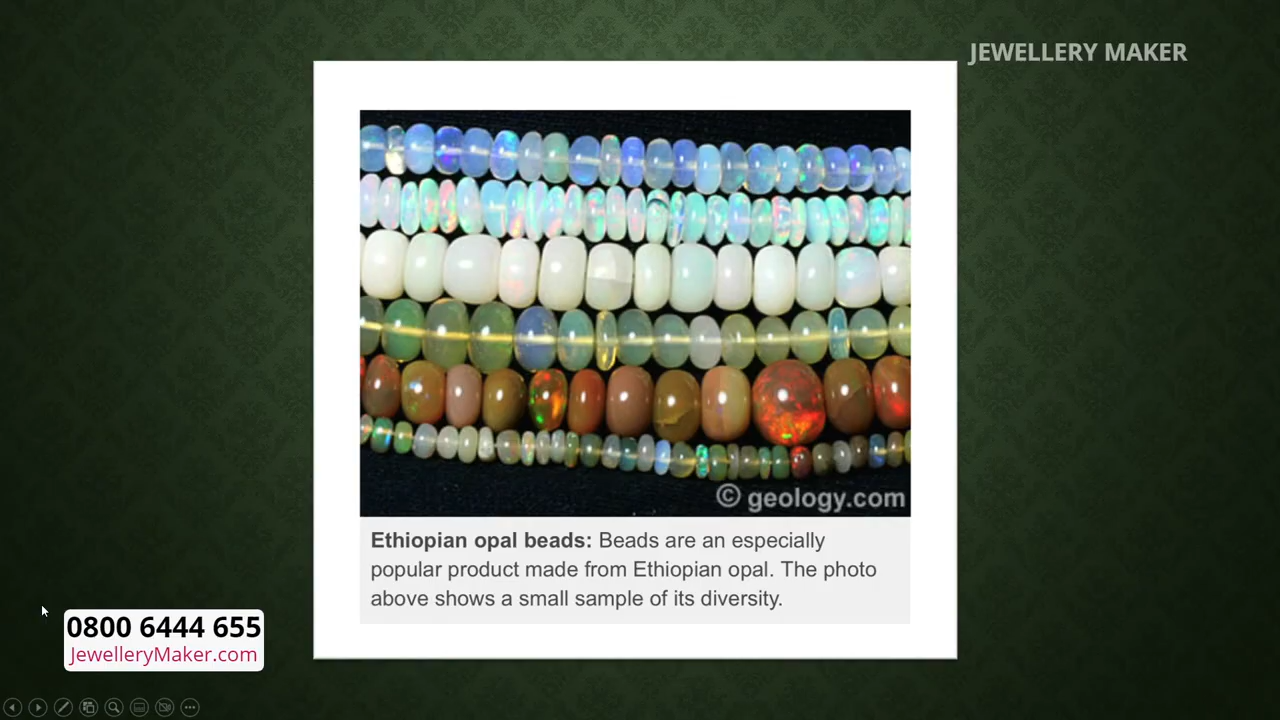 JEWELLERY MAKER
© geology.com
Ethiopian opal beads: Beads are an especially
popular product made from Ethiopian opal. The photo
above shows a small sample of its diversity.
0800 6444 655
JewelleryMaker.com